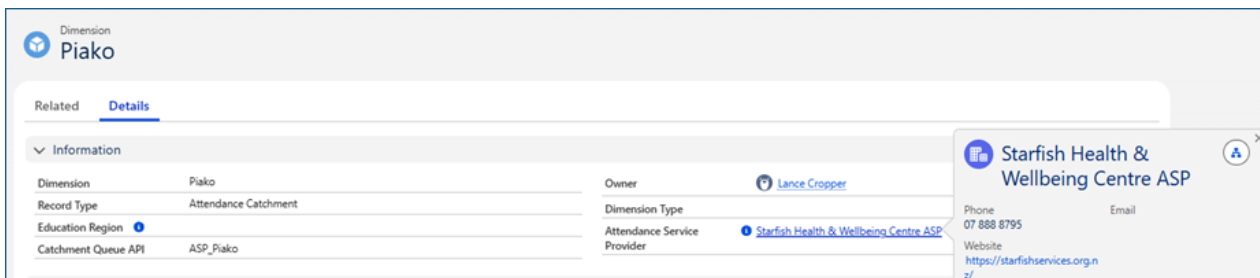 Dimension
Piako
Related Details
Information
Dimension Piako
Record Type Attendance Catchment
Education Region
Catchment Queue API ASP_Piako
Owner Lance Cropper
Dimension Type
Attendance Service
Provider
Starfish Health & Wellbeing Centre ASP
Starfish Health &
Wellbeing Centre ASP
Phone Email
07 888 8795
Website
https://starfishservices.org.n
z/